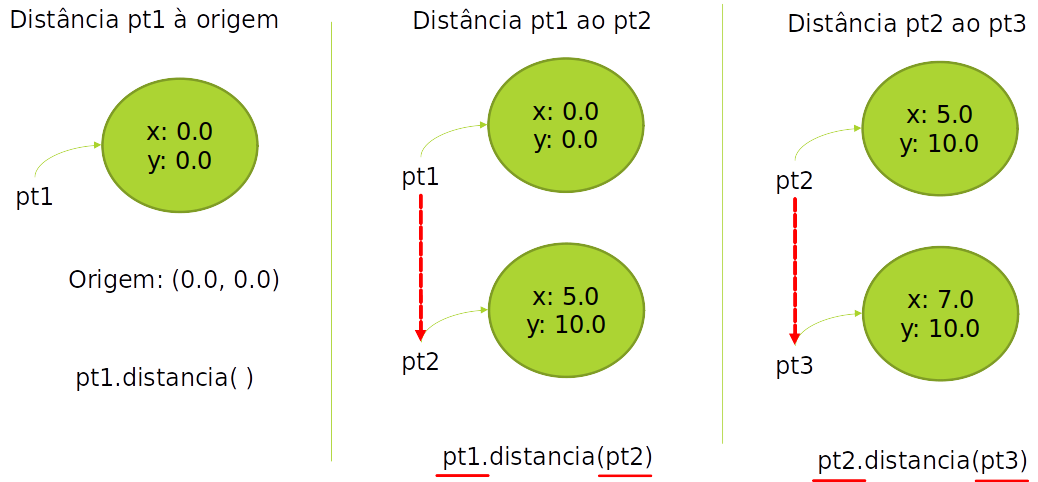 Distância pt1 à origem
x: 0.0
y: 0.0
pt1
Origem: (0.0, 0.0)
pt1.distancia( )
Distância pt1 ao pt2
x: 0.0
y: 0.0
pt1
x: 5.0
y: 10.0
pt2
pt1.distancia(pt2)
Distância pt2 ao pt3
x: 5.0
y: 10.0
pt2
x: 7.0
y: 10.0
pt3
pt2.distancia(pt3)